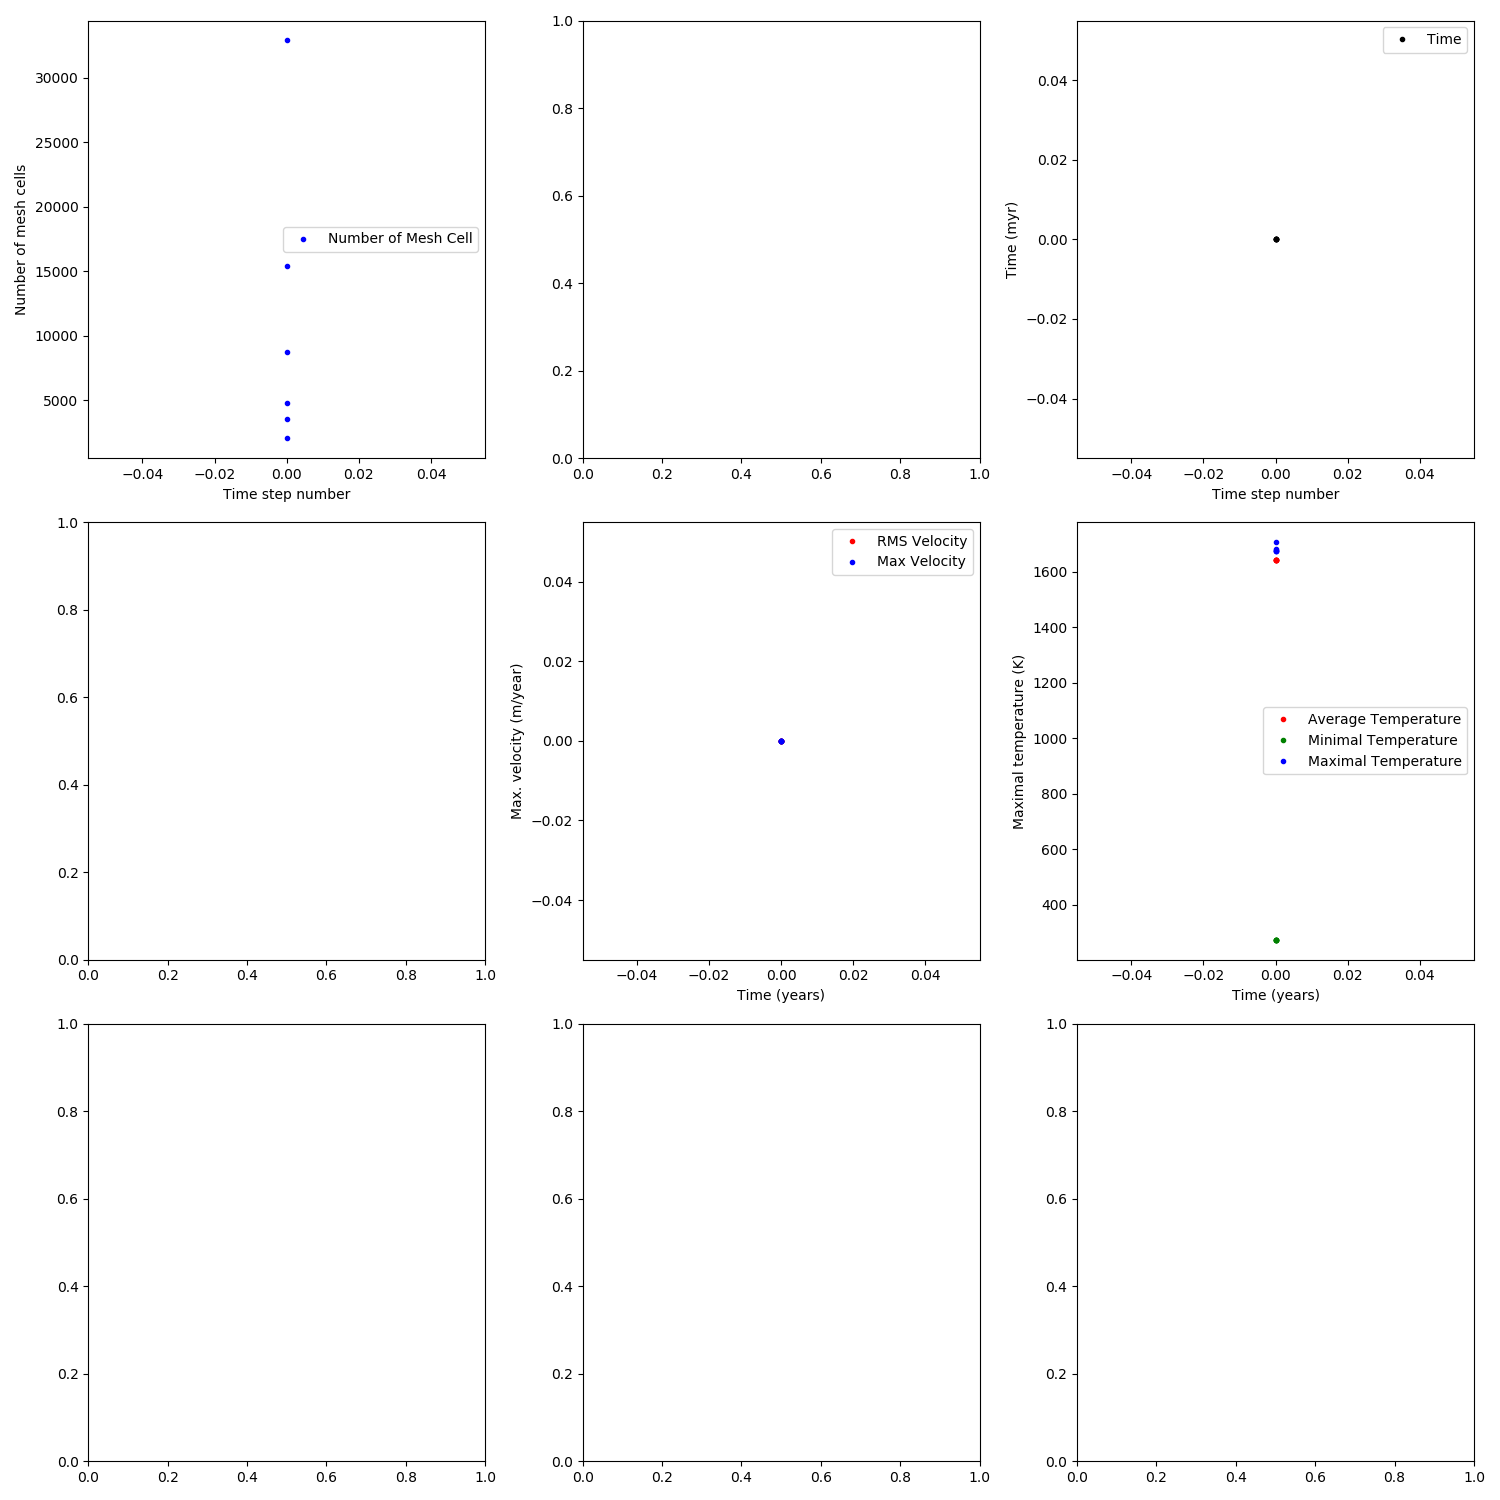 30000
25000
20000
15000
10000
5000
Number of mesh cells
Number of Mesh Cell
−0.04 −0.02 0.00 0.02 0.04
Time step number
1.0
0.8
0.6
0.4
0.2
0.0
0.0 0.2 0.4 0.6 0.8 1.0
Time
0.04
0.02
0.00
−0.02
−0.04
Time (myr)
−0.04 −0.02 0.00 0.02 0.04
Time step number
1.0
0.8
0.6
0.4
0.2
0.0
0.0 0.2 0.4 0.6 0.8 1.0
RMS Velocity
Max Velocity
0.04
0.02
0.00
−0.02
−0.04
Max. velocity (m/year)
−0.04 −0.02 0.00 0.02 0.04
Time (years)
1600
1400
1200
1000
800
600
400
Maximal temperature (K)
Average Temperature
Minimal Temperature
Maximal Temperature
−0.04 −0.02 0.00 0.02 0.04
Time (years)
1.0
0.8
0.6
0.4
0.2
0.0
0.0 0.2 0.4 0.6 0.8 1.0
1.0
0.8
0.6
0.4
0.2
0.0
0.0 0.2 0.4 0.6 0.8 1.0
1.0
0.8
0.6
0.4
0.2
0.0
0.0 0.2 0.4 0.6 0.8 1.0